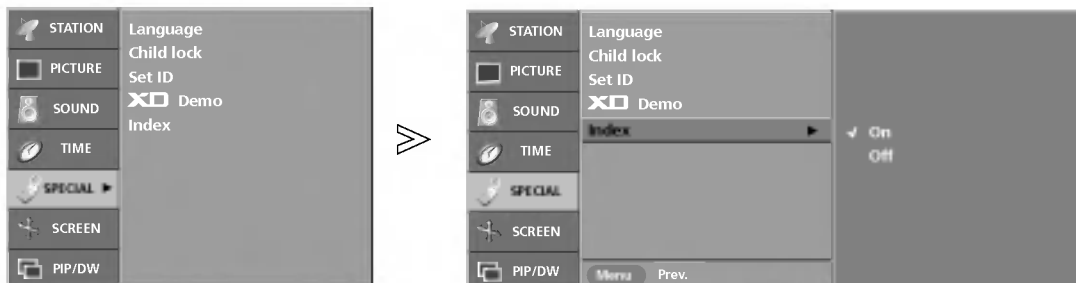 STATION
PICTURE
SOUND
TIME
SPECIAL
SCREEN
PIP/DW
Language
Child lock
Set ID
XD Demo
Index
STATION
PICTURE
SOUND
TIME
SPECIAL
SCREEN
PIP/DW
Language
Child lock
Set ID
XD Demo
Index
Menu Prev.
On
Off